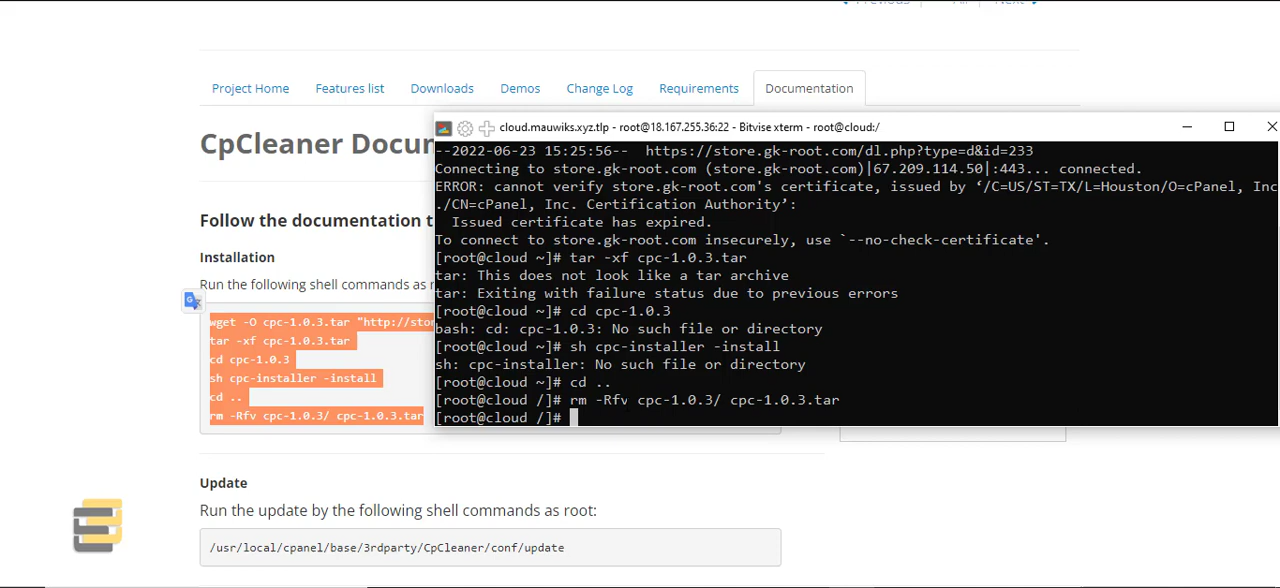 Previous
All
Next
Project Home
Features list
Downloads
Demos
Change Log
Requirements
Documentation
CpCleaner Docum
Follow the documentation t
Installation
Run the following shell commands as r
wget -O cpc-1.0.3.tar "http://stor
tar -xf cpc-1.0.3.tar
cd cpc-1.0.3
sh cpc-installer -install
cd ..
rm -Rfv cpc-1.0.3/ cpc-1.0.3.tar
Update
Run the update by the following shell commands as root:
/usr/local/cpanel/base/3rdparty/CpCleaner/conf/update
cloud.mauwiks.xyz.tlp - root@18.167.255.36:22 - Bitvise xterm - root@cloud:/
--2022-06-23 15:25:56--  https://store.gk-root.com/dl.php?type=d&id=233
Connecting to store.gk-root.com (store.gk-root.com)|67.209.114.50|:443... connected.
ERROR: cannot verify store.gk-root.com's certificate, issued by ‘/C=US/ST=TX/L=Houston/O=cPanel, Inc
./CN=cPanel, Inc. Certification Authority’:
  Issued certificate has expired.
To connect to store.gk-root.com insecurely, use `--no-check-certificate'.
[root@cloud ~]# tar -xf cpc-1.0.3.tar
tar: This does not look like a tar archive
tar: Exiting with failure status due to previous errors
[root@cloud ~]# cd cpc-1.0.3
bash: cd: cpc-1.0.3: No such file or directory
[root@cloud ~]# sh cpc-installer -install
sh: cpc-installer: No such file or directory
[root@cloud ~]# cd ..
[root@cloud /]# rm -Rfv cpc-1.0.3/ cpc-1.0.3.tar
[root@cloud /]#